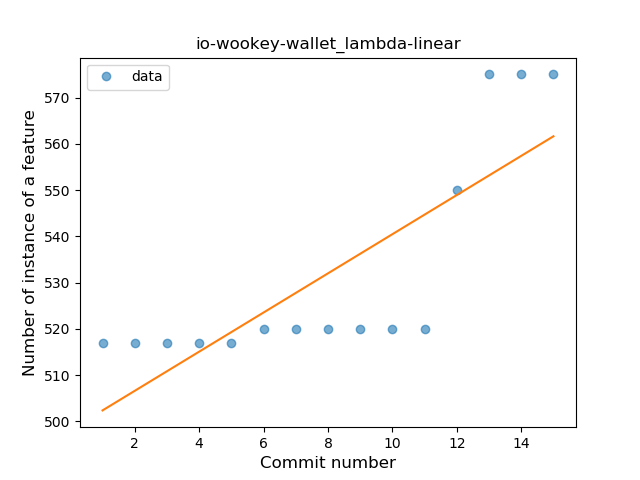 io-wookey-wallet_lambda-linear
data
Number of instance of a feature
570
560
550
540
530
520
510
500
2 4 6 8 10 12 14
Commit number